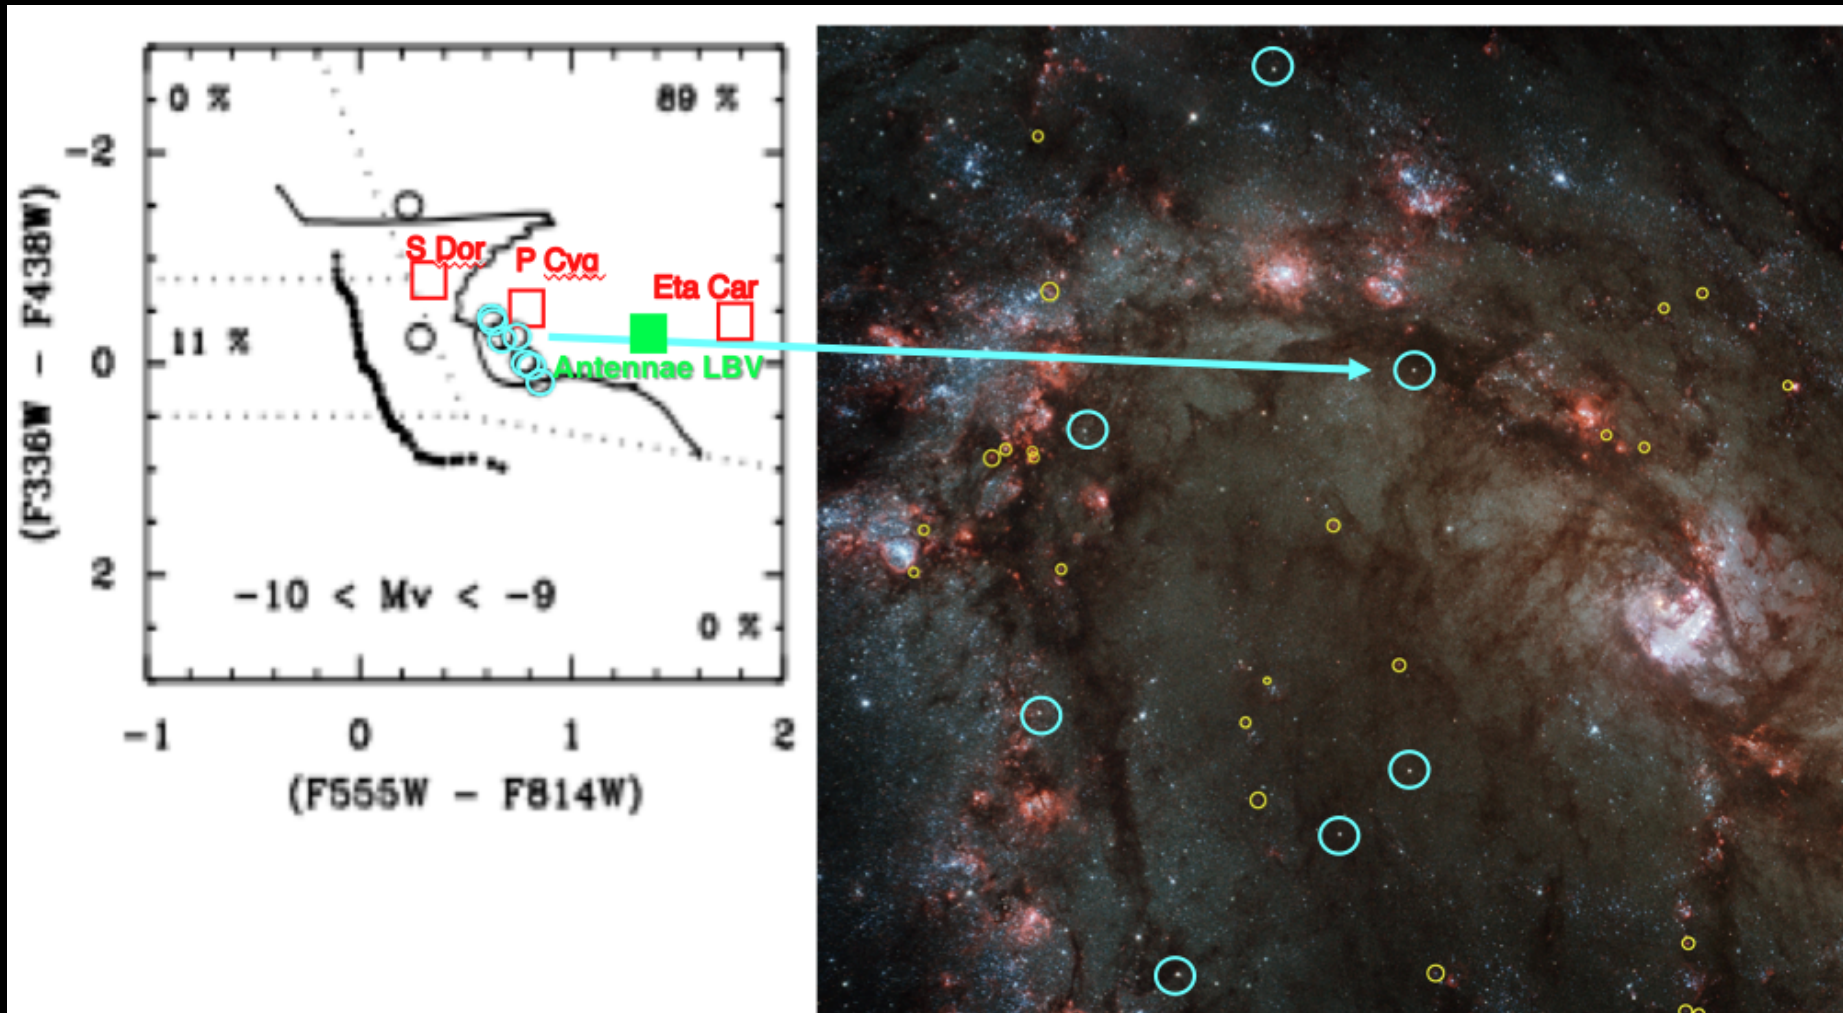 0 %
89 %
-2
S Dor
P Cyg
Eta Car
11 %
0
Antennae LBV
2
-10 < Mv < -9
0 %
-1
0
1
2
(F555W - F814W)
(F336W - F438W)